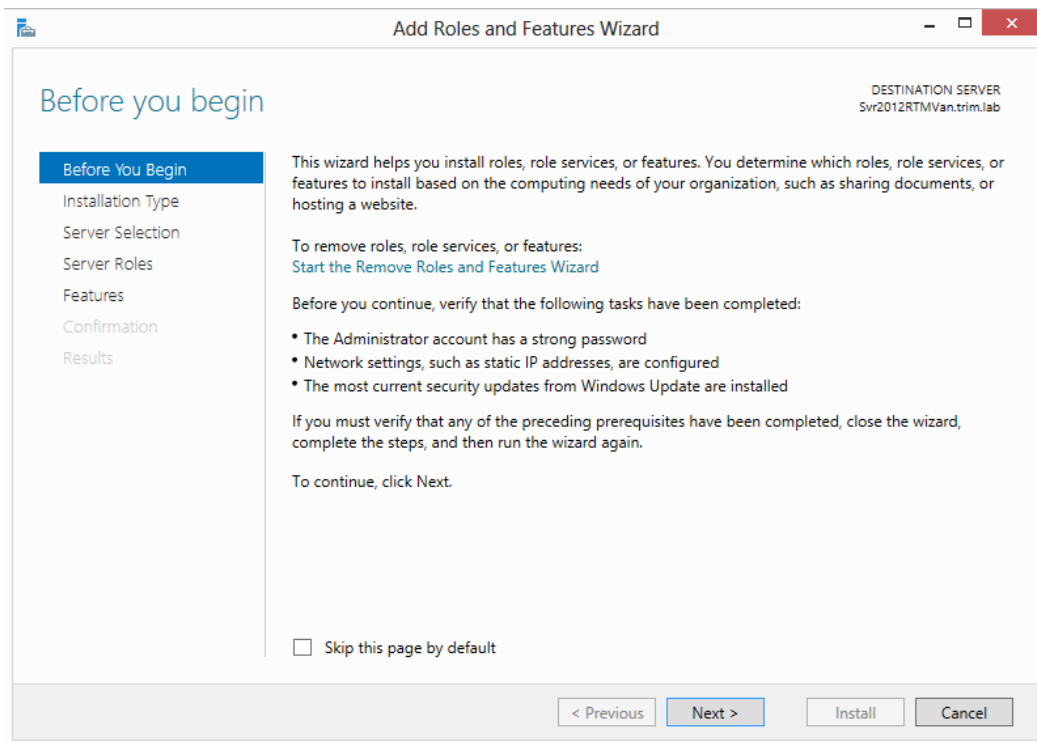 Add Roles and Features Wizard
Before you begin
DESTINATION SERVER
Svr2012RTMVan.trim.lab
Before You Begin
Installation Type
Server Selection
Server Roles
Features
Confirmation
Results
This wizard helps you install roles, role services, or features. You determine which roles, role services, or
features to install based on the computing needs of your organization, such as sharing documents, or
hosting a website.
To remove roles, role services, or features:
Start the Remove Roles and Features Wizard
Before you continue, verify that the following tasks have been completed:
• The Administrator account has a strong password
• Network settings, such as static IP addresses, are configured
• The most current security updates from Windows Update are installed
If you must verify that any of the preceding prerequisites have been completed, close the wizard,
complete the steps, and then run the wizard again.
To continue, click Next.
Skip this page by default
< Previous
Next >
Install
Cancel